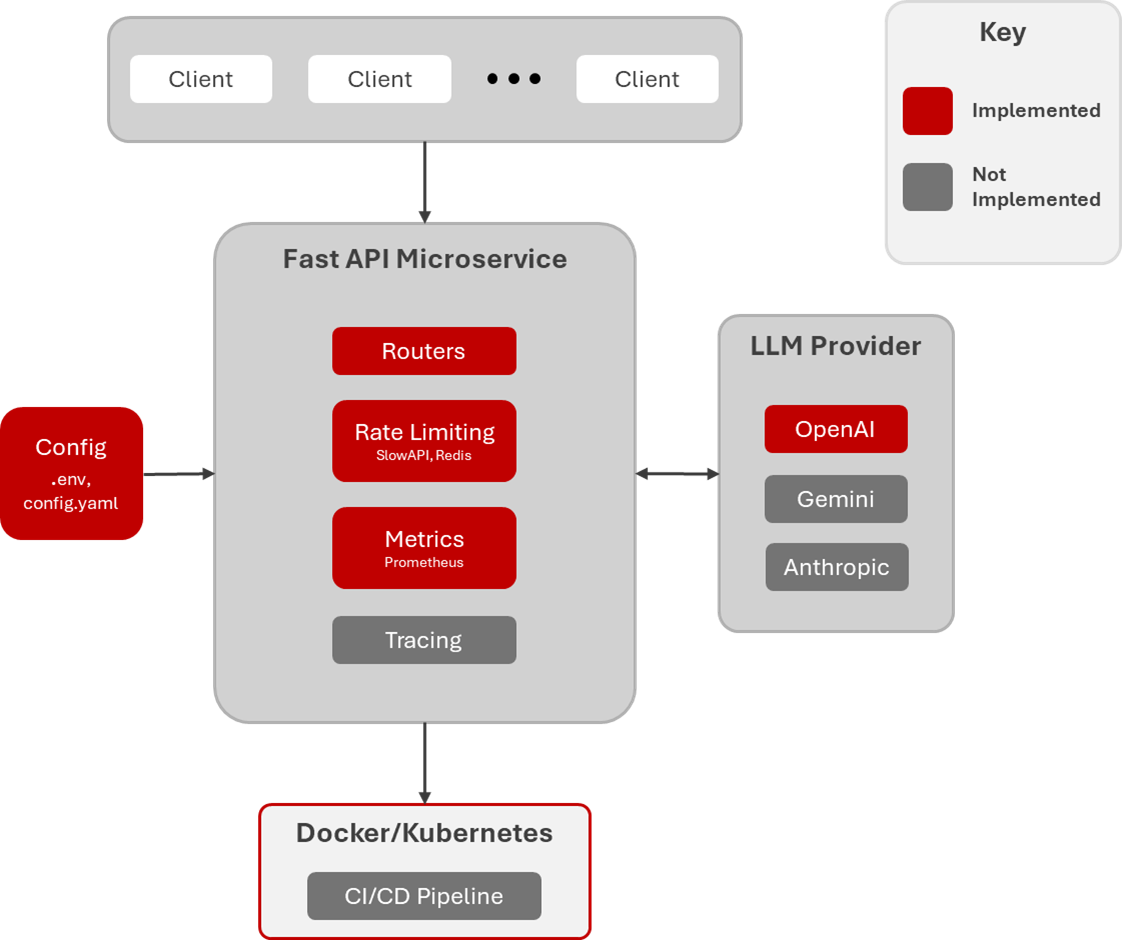 Client
Client
Client
Key
Implemented
Not
Implemented
Fast API Microservice
Routers
Rate Limiting
SlowAPI, Redis
Metrics
Prometheus
Tracing
Config
.env,
config.yaml
LLM Provider
OpenAI
Gemini
Anthropic
Docker/Kubernetes
CI/CD Pipeline